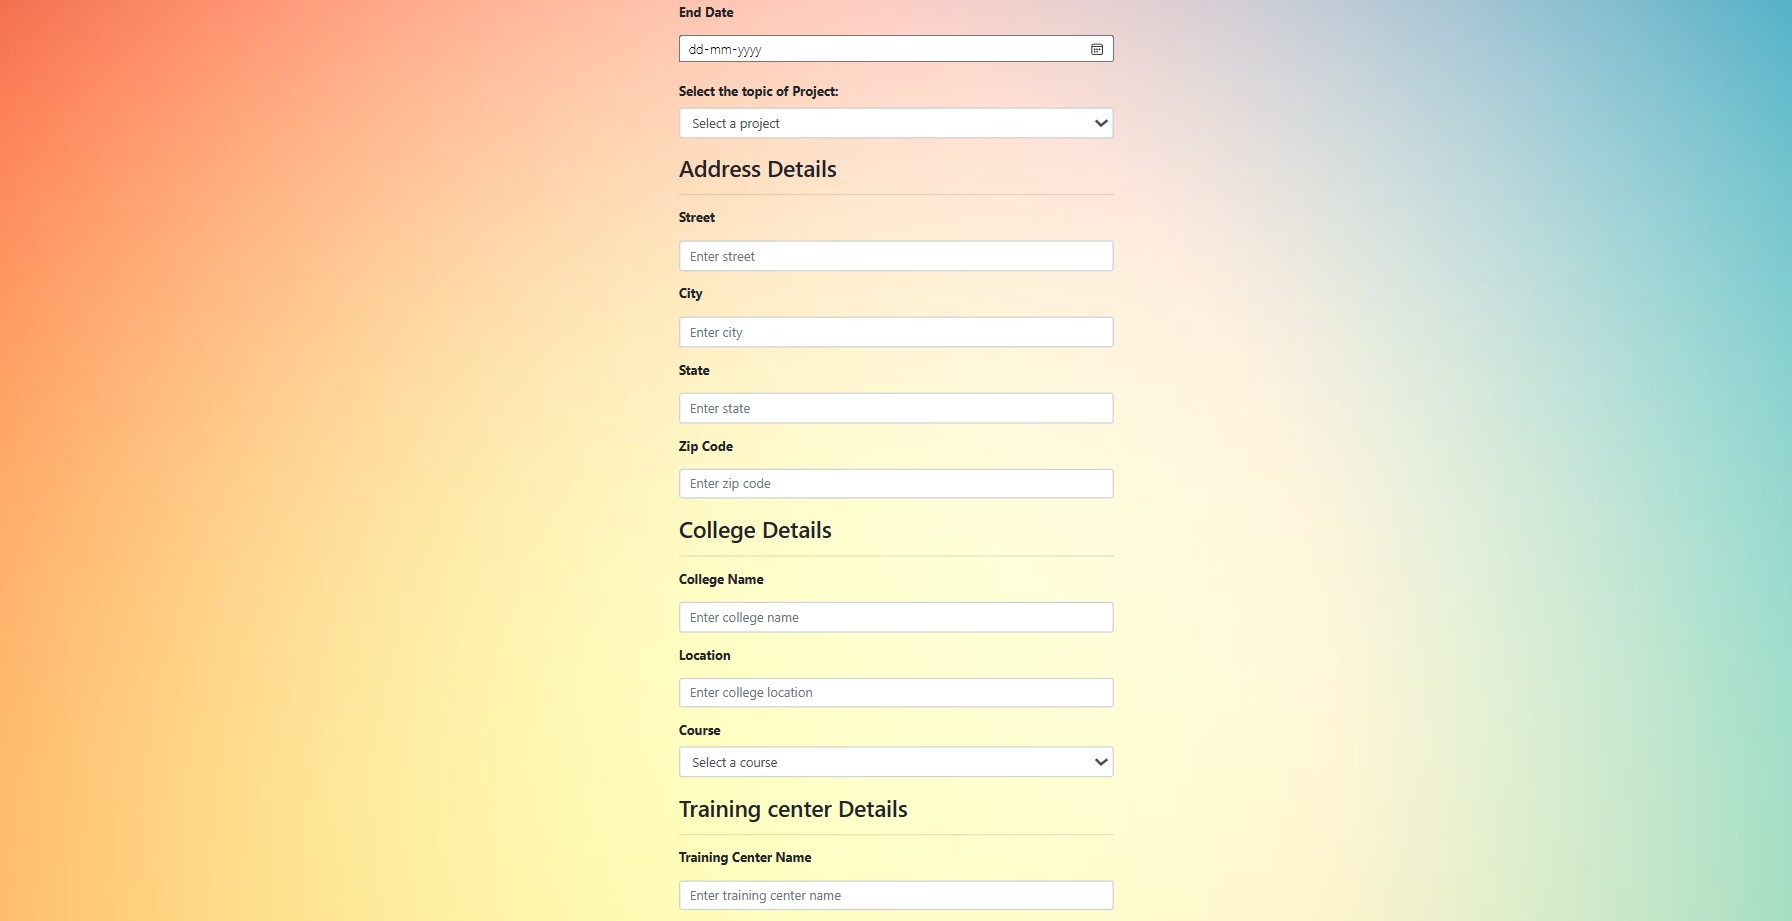 End Date
dd-mm-yyyy
Select the topic of Project:
Select a project
Address Details
Street
Enter street
City
Enter city
State
Enter state
Zip Code
Enter zip code
College Details
College Name
Enter college name
Location
Enter college location
Course
Select a course
Training center Details
Training Center Name
Enter training center name